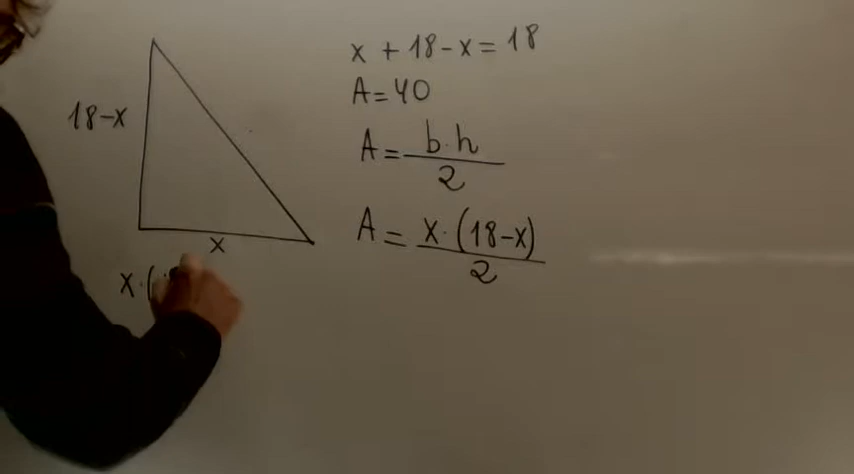 x + 18-x = 18
A = 40
A = b·h
2
A = x·(18-x)
2
18-x
x
x·(